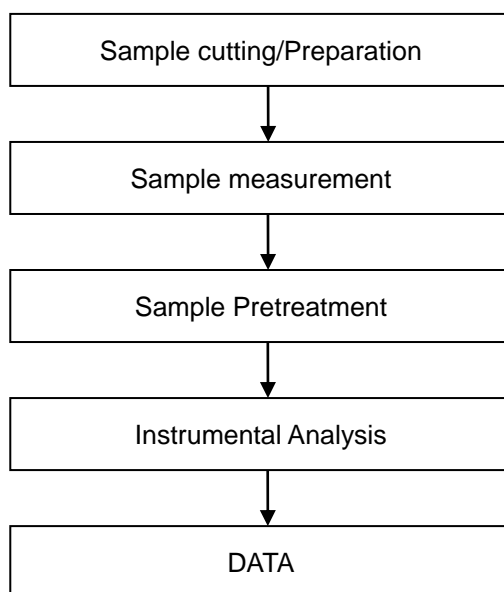 Sample cutting/Preparation
Sample measurement
Sample Pretreatment
Instrumental Analysis
DATA